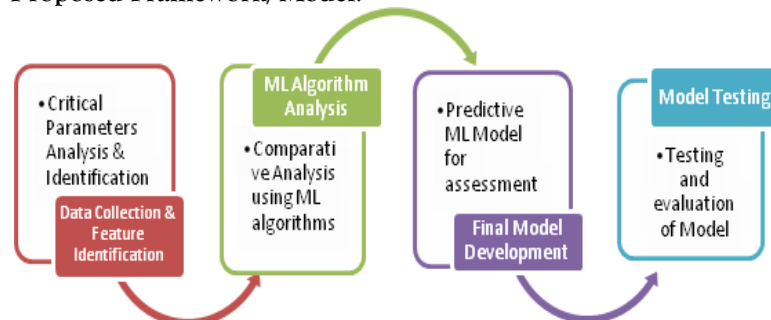 Proposed Framework/Model:
• Critical
Parameters
Analysis &
Identification
Data Collection &
Feature
Identification
ML Algorithm
Analysis
• Comparati
ve Analysis
using ML
algorithms
• Predictive
ML Model
for
assessment
Final Model
Development
Model Testing
• Testing
and
evaluation
of Model